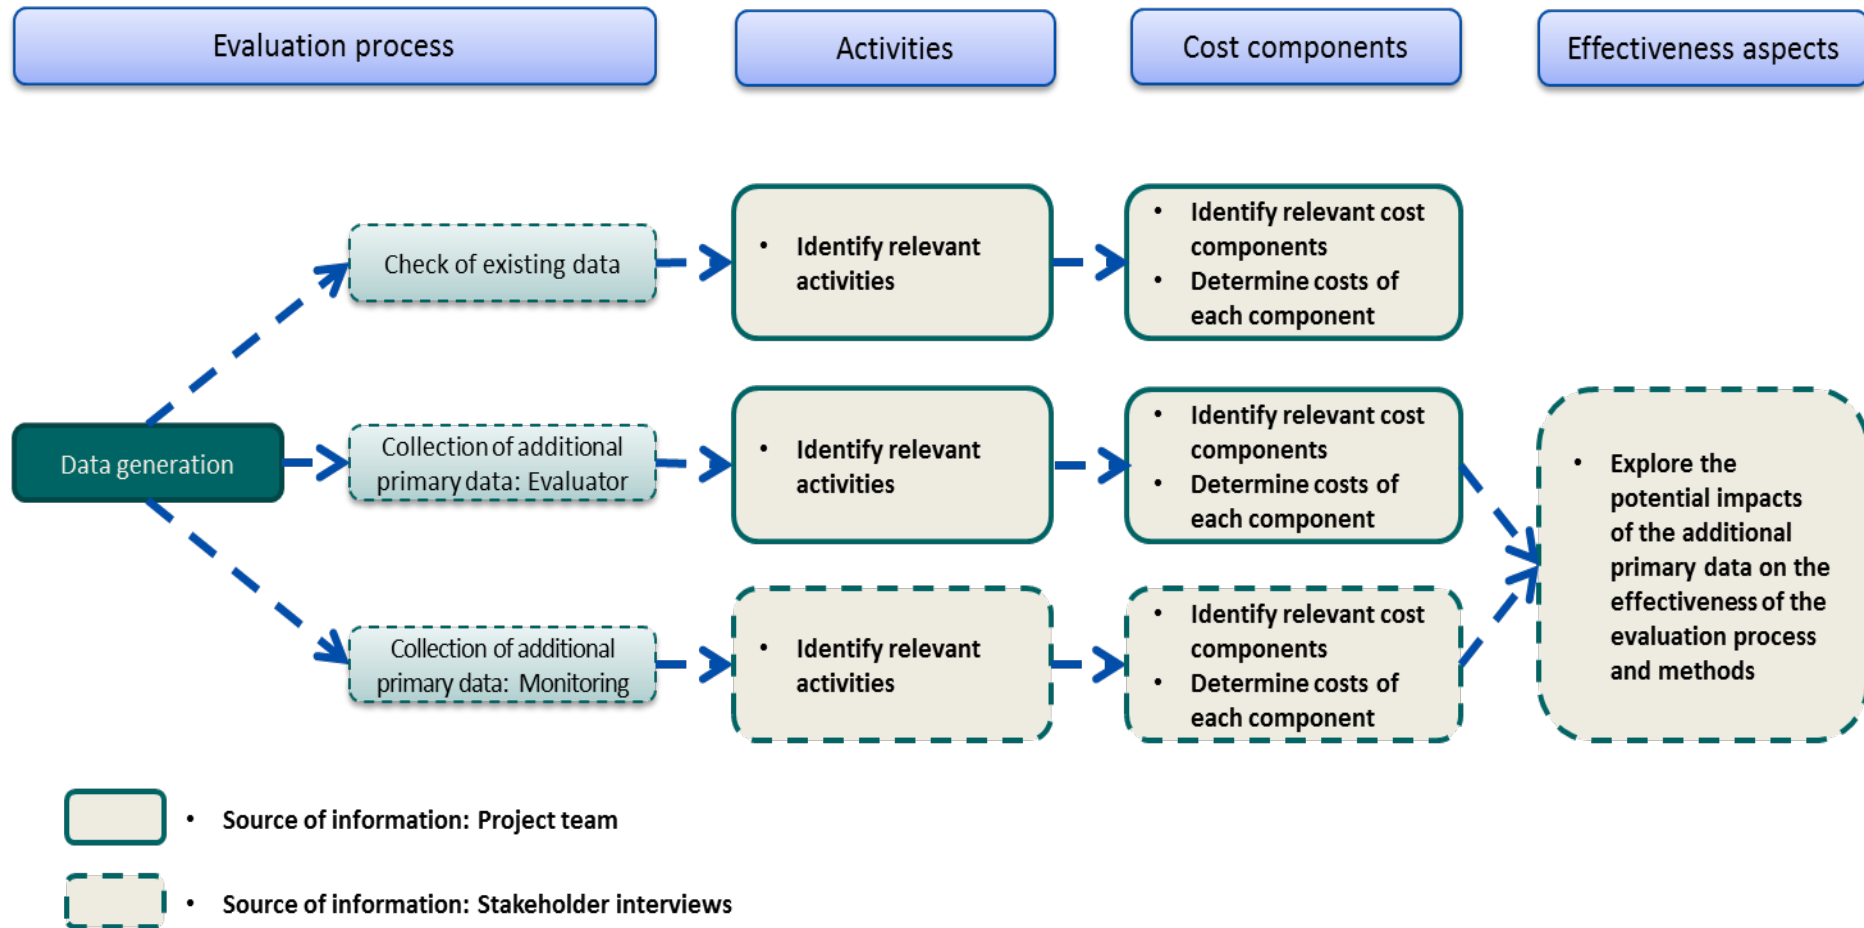 Evaluation process
Activities
Cost components
Effectiveness aspects
Check of existing data
• Identify relevant
activities
• Identify relevant cost
components
• Determine costs of
each component
Data generation
Collection of additional
primary data: Evaluator
• Identify relevant
activities
• Identify relevant cost
components
• Determine costs of
each component
• Explore the
potential impacts
of the additional
primary data on the
effectiveness of the
evaluation process
and methods
Collection of additional
primary data: Monitoring
• Identify relevant
activities
• Identify relevant cost
components
• Determine costs of
each component
• Source of information: Project team
• Source of information: Stakeholder interviews